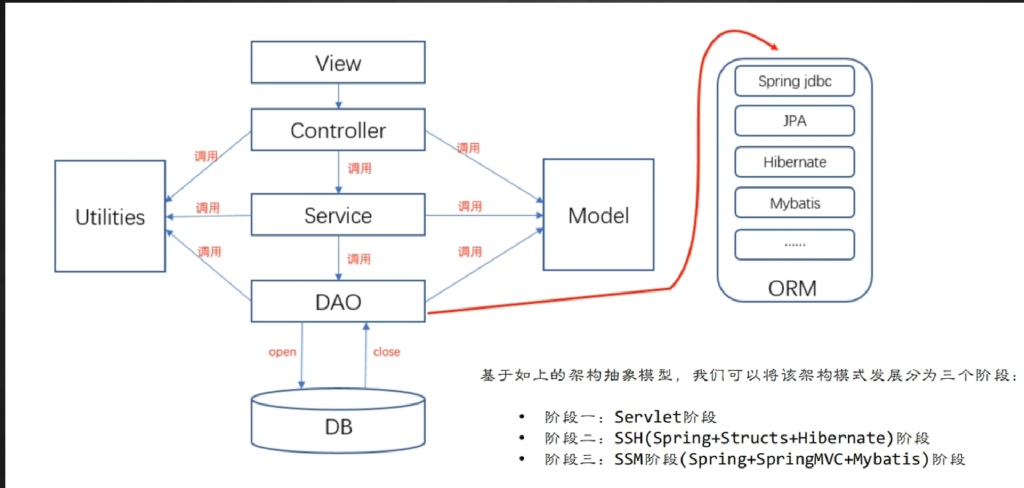 View
Controller
调用
调用
调用
Utilities
调用
Service
调用
Model
调用
调用
调用
DAO
open
close
DB
Spring jdbc
JPA
Hibernate
Mybatis
......
ORM
基于如上的架构抽象模型，我们可以将该架构模式发展分为三个阶段：
• 阶段一：Servlet阶段
• 阶段二：SSH(Spring+Structs+Hibernate)阶段
• 阶段三：SSM阶段(Spring+SpringMVC+Mybatis)阶段